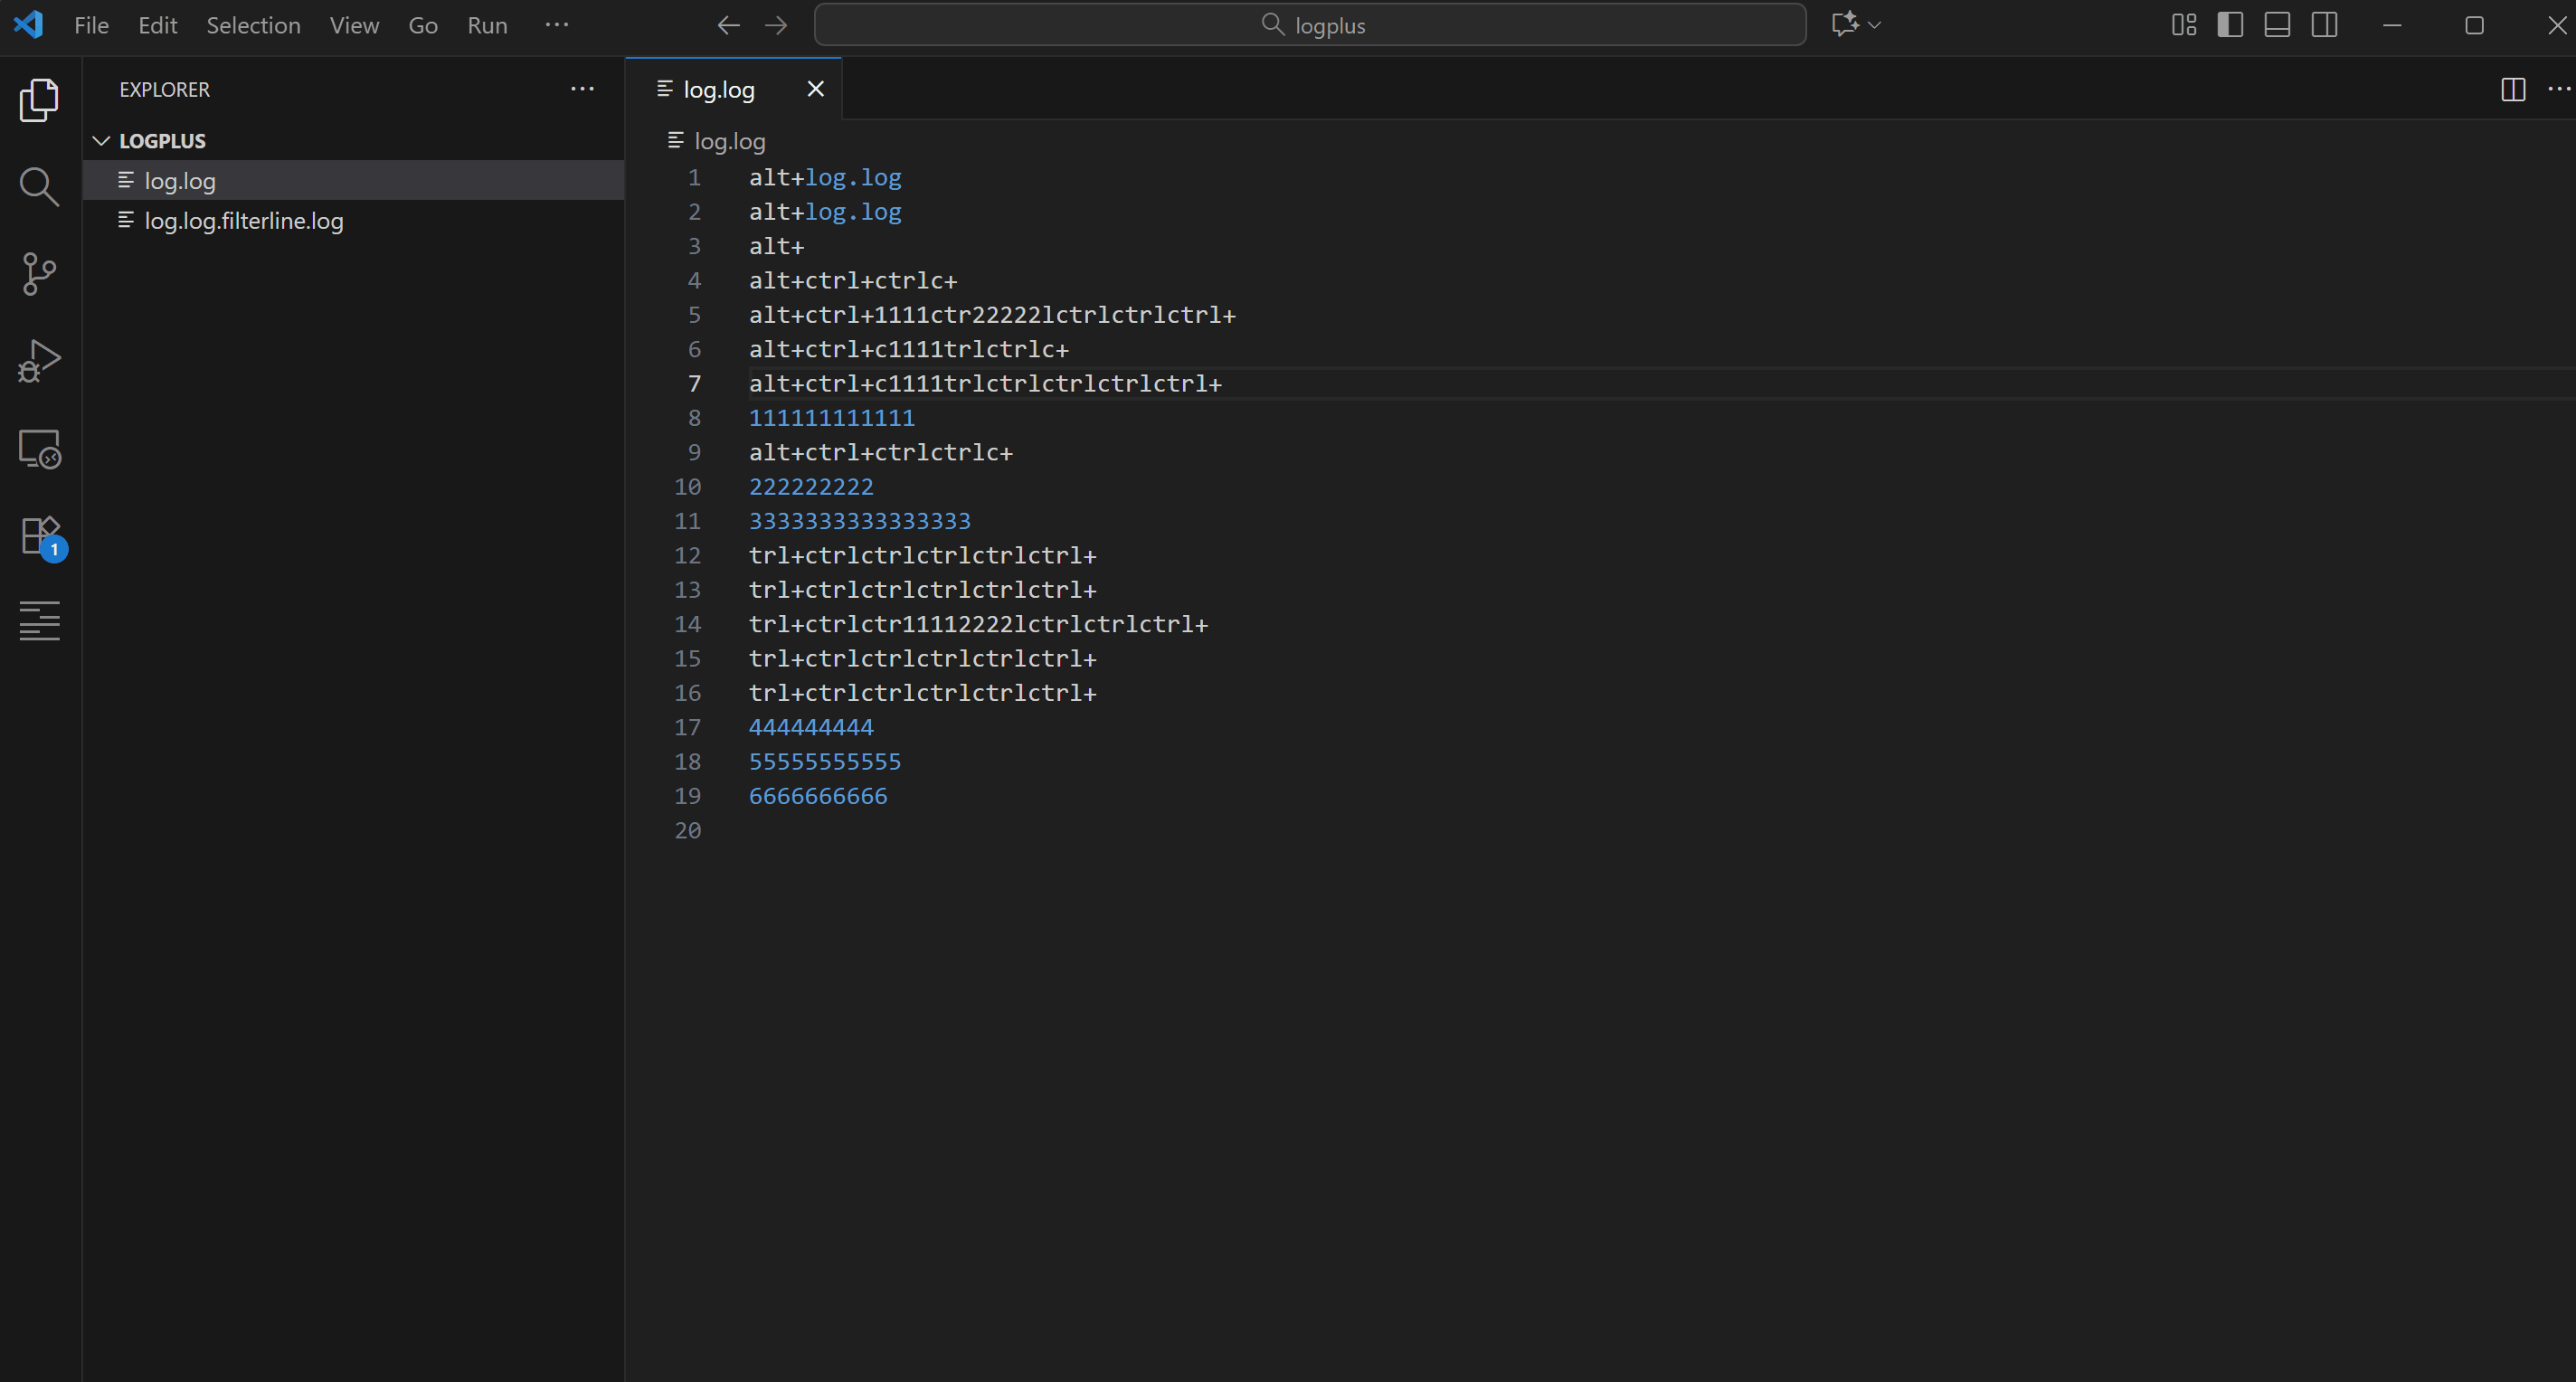 File Edit Selection View Go Run
logplus
EXPLORER
LOGPLUS
log.log
log.log.filterline.log
1
log.log
log.log
1 alt+log.log
2 alt+log.log
3 alt+
4 alt+ctrl+ctrlc+
5 alt+ctrl+1111ctr22222lctrlctrlctrl+
6 alt+ctrl+c1111trlctrlc+
7 alt+ctrl+c1111trlctrlctrlctrlctrl+
8 111111111111
9 alt+ctrl+ctrlctrlc+
10 222222222
11 3333333333333333
12 trl+ctrlctrlctrlctrlctrl+
13 trl+ctrlctrlctrlctrlctrl+
14 trl+ctrlctr11112222lctrlctrlctrl+
15 trl+ctrlctrlctrlctrlctrl+
16 trl+ctrlctrlctrlctrlctrl+
17 444444444
18 55555555555
19 6666666666
20